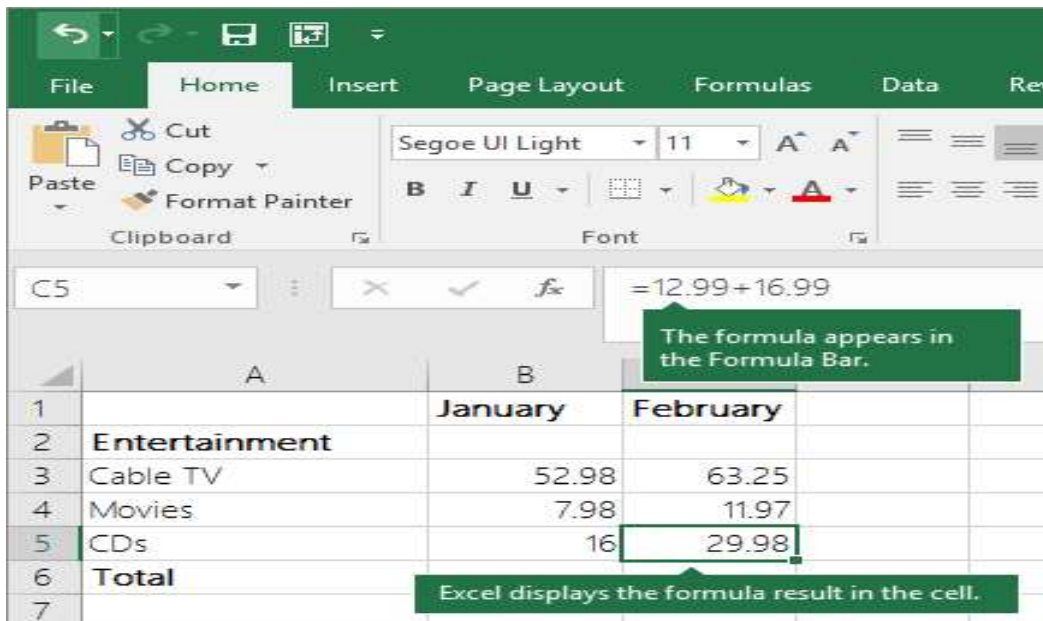 File Home Insert Page Layout Formulas Data Re
Cut
Copy
Paste
Format Painter
Clipboard
Segoe UI Light 11 A A
B I U A
Font
C5 fx =12.99+16.99
The formula appears in
the Formula Bar.
A B
1 January February
2 Entertainment
3 Cable TV 52.98 63.25
4 Movies 7.98 11.97
5 CDs 16 29.98
6 Total
Excel displays the formula result in the cell.
7